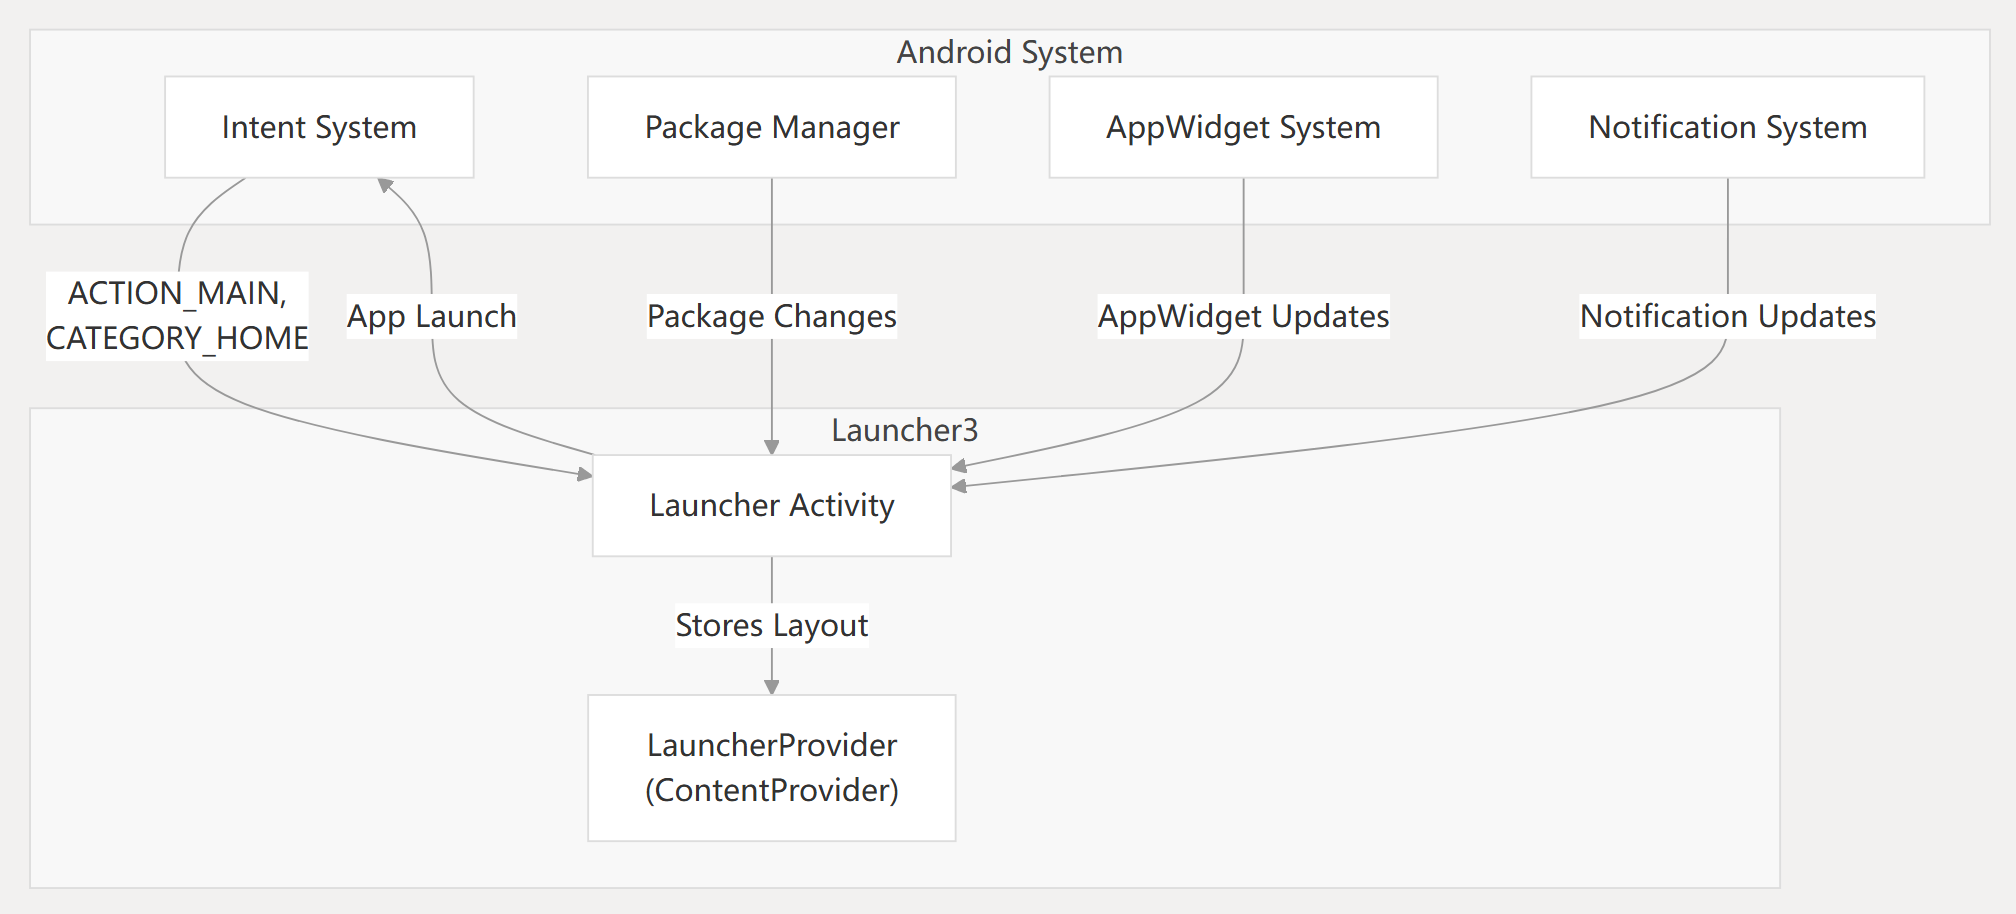 Android System
Intent System
Package Manager
AppWidget System
Notification System
ACTION_MAIN,
CATEGORY_HOME
App Launch
Package Changes
AppWidget Updates
Notification Updates
Launcher3
Launcher Activity
Stores Layout
LauncherProvider
(ContentProvider)